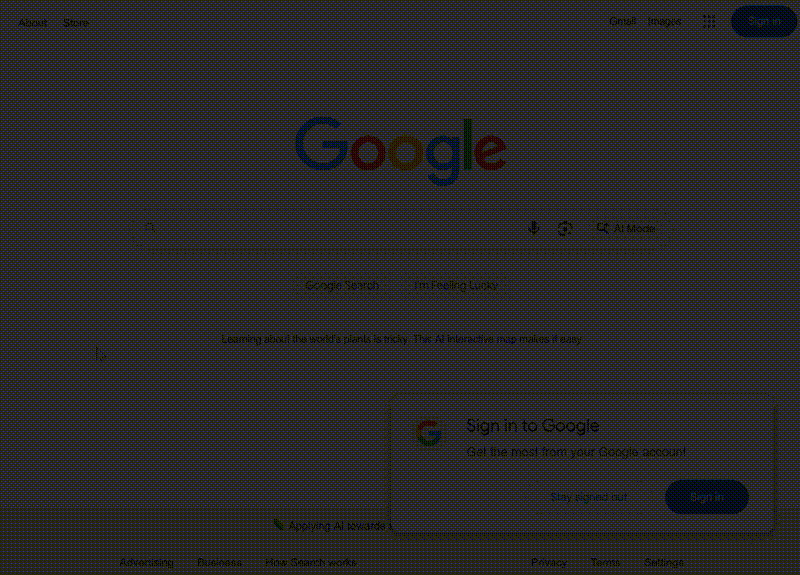 About Store Gmail Images Sign in
Google
AI Mode
Google Search I'm Feeling Lucky
Learning about the world's plants is tricky. This AI interactive map makes it easy
Sign in to Google
Get the most from your Google account
Stay signed out Sign in
Applying AI towards
Advertising Business How Search works Privacy Terms Settings